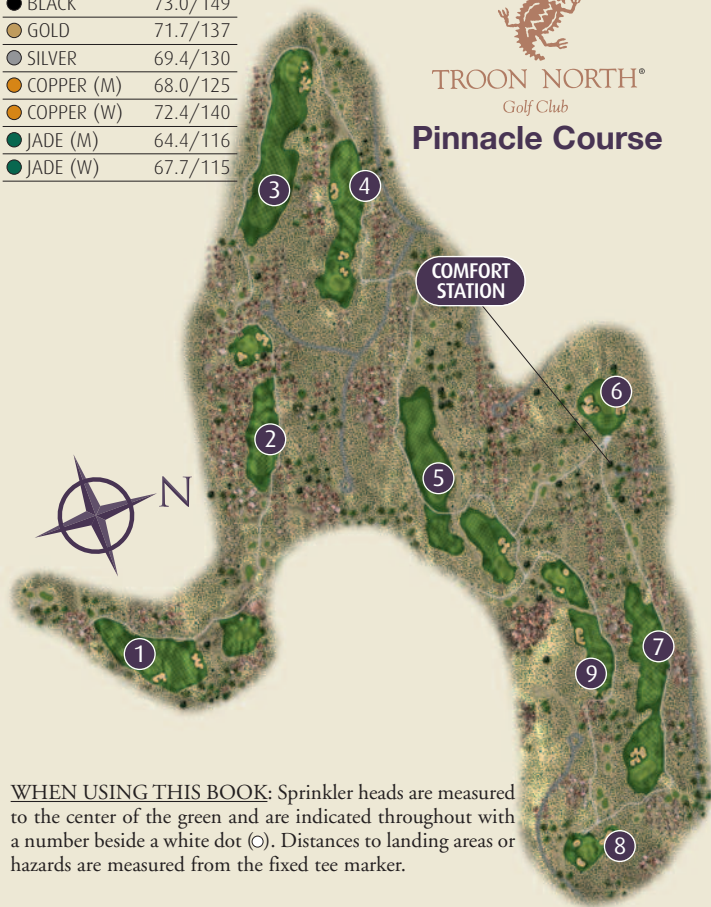 BLACK 73.0/149
GOLD 71.7/137
SILVER 69.4/130
COPPER (M) 68.0/125
COPPER (W) 72.4/140
JADE (M) 64.4/116
JADE (W) 67.7/115
TROON NORTH®
Golf Club
Pinnacle Course
3
4
COMFORT
STATION
6
2
5
N
1
7
9
8
WHEN USING THIS BOOK: Sprinkler heads are measured
to the center of the green and are indicated throughout with
a number beside a white dot (○). Distances to landing areas or
hazards are measured from the fixed tee marker.